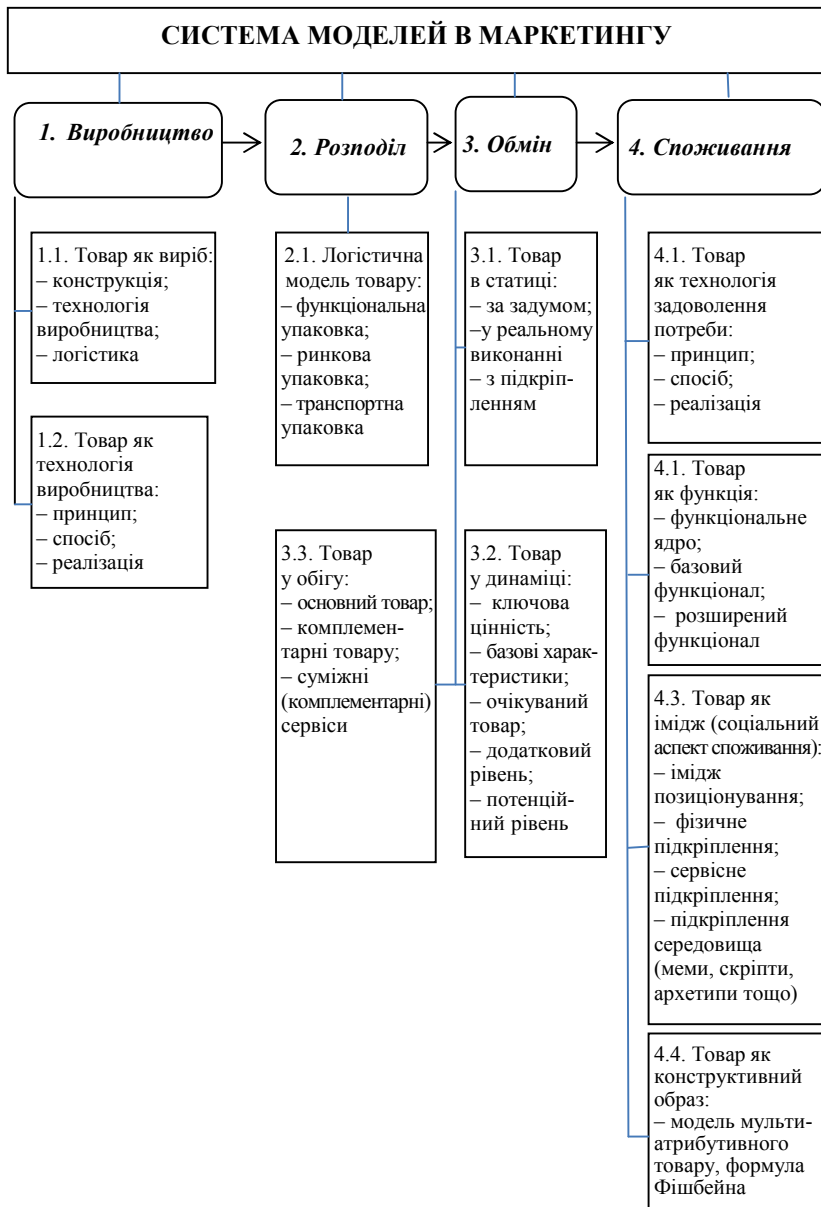 СИСТЕМА МОДЕЛЕЙ В МАРКЕТИНГУ
1. Виробництво
2. Розподіл
3. Обмін
4. Споживання
1.1. Товар як виріб:
– конструкція;
– технологія
виробництва;
– логістика
1.2. Товар як
технологія
виробництва:
– принцип;
– спосіб;
– реалізація
2.1. Логістична
модель товару:
– функціональна
упаковка;
– ринкова
упаковка;
– транспортна
упаковка
3.1. Товар
в статиці:
– за задумом;
–у реальному
виконанні
– з підкріп-
ленням
3.3. Товар
у обігу:
– основний товар;
– комплемен-
тарні товару;
– суміжні
(комплементарні)
сервіси
3.2. Товар
у динаміці:
– ключова
цінність;
– базові харак-
теристики;
– очікуваний
товар;
– додатковий
рівень;
– потенцій-
ний рівень
4.1. Товар
як технологія
задоволення
потреби:
– принцип;
– спосіб;
– реалізація
4.1. Товар
як функція:
– функціональне
ядро;
– базовий
функціонал;
– розширений
функціонал
4.3. Товар як
імідж (соціальний
аспект споживання):
– імідж
позиціонування;
– фізичне
підкріплення;
– сервісне
підкріплення;
– підкріплення
середовища
(меми, скріпти,
архетипи тощо)
4.4. Товар як
конструктивний
образ:
– модель мульти-
атрибутивного
товару, формула
Фішбейна